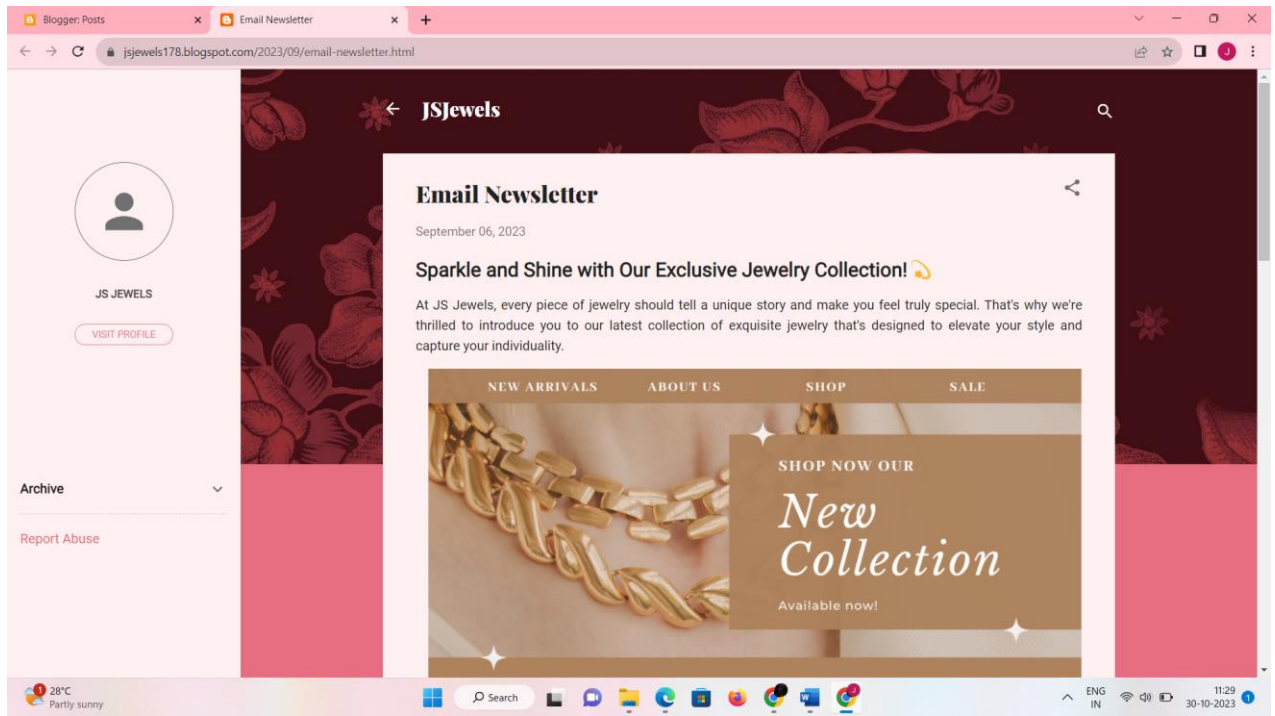 Blogger: Posts
Email Newsletter
jsjewels178.blogspot.com/2023/09/email-newsletter.html
J
JS JEWELS
VISIT PROFILE
Archive
Report Abuse
JSJewels
Email Newsletter
September 06, 2023
Sparkle and Shine with Our Exclusive Jewelry Collection! 💫
At JS Jewels, every piece of jewelry should tell a unique story and make you feel truly special. That's why we're
thrilled to introduce you to our latest collection of exquisite jewelry that's designed to elevate your style and
capture your individuality.
NEW ARRIVALS ABOUT US SHOP SALE
SHOP NOW OUR
New
Collection
Available now!
1
28°C
Partly sunny
Search
ENG
IN
11:29
30-10-2023
1